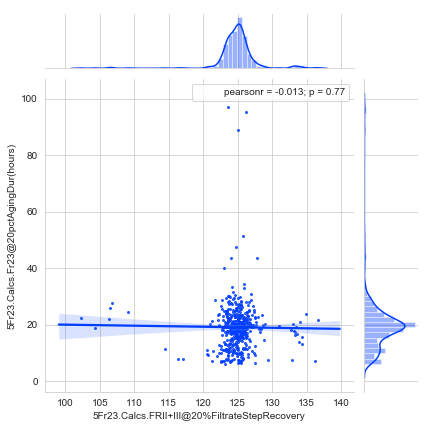 pearsonr = -0.013; p = 0.77
100
80
60
40
20
0
5Fr23.Calcs.Fr23@20pctAgingDur(hours)
100 105 110 115 120 125 130 135 140
5Fr23.Calcs.FRII+III@20%FiltrateStepRecovery